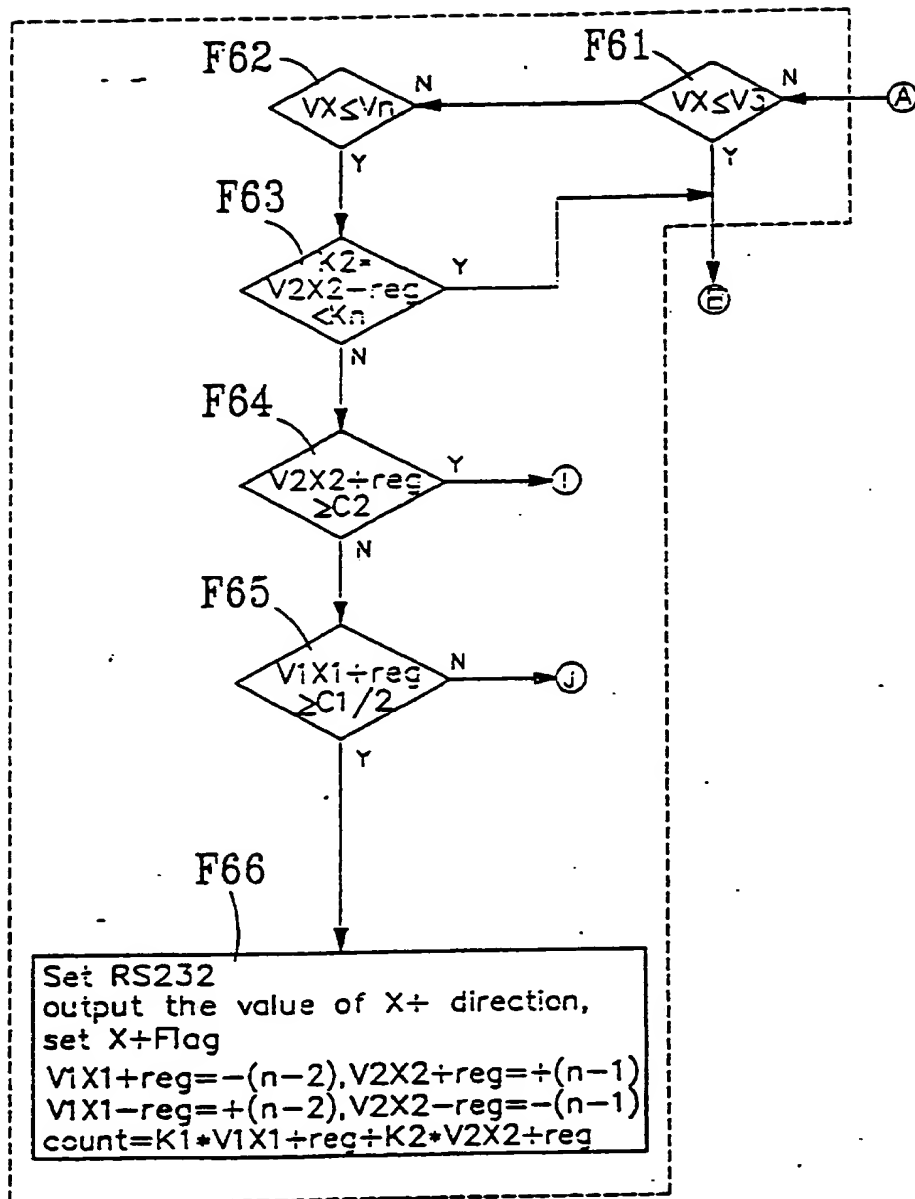 F62
F61
N
N
VX≤Vn
VX≤V3
A
Y
Y
F63
K2=
V2X2-reg
<Kn
Y
E
N
F64
V2X2+reg
≥C2
Y
N
F65
V1X1+reg
≥C1/2
N
j
Y
F66
Set RS232
output the value of X+ direction,
set X+Flag
V1X1+reg=-(n-2),V2X2+reg=+(n-1)
V1X1-reg=+(n-2),V2X2-reg=-(n-1)
count=K1*V1X1+reg+K2*V2X2+reg